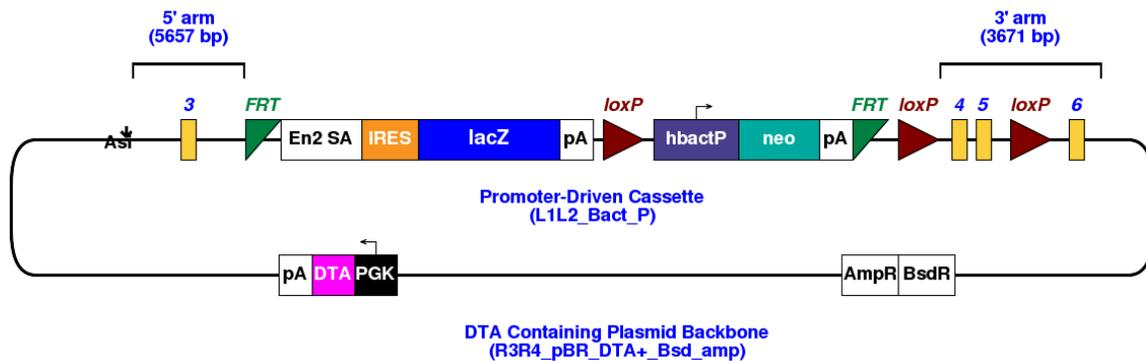 5' arm
(5657 bp)
3' arm
(3671 bp)
3
FRT
loxP
FRT
loxP
4
5
loxP
6
AsI
En2 SA
IRES
lacZ
pA
hbactP
neo
pA
Promoter-Driven Cassette
(L1L2_Bact_P)
pA
DTA
PGK
AmpR
BsdR
DTA Containing Plasmid Backbone
(R3R4_pBR_DTA+_Bsd_amp)